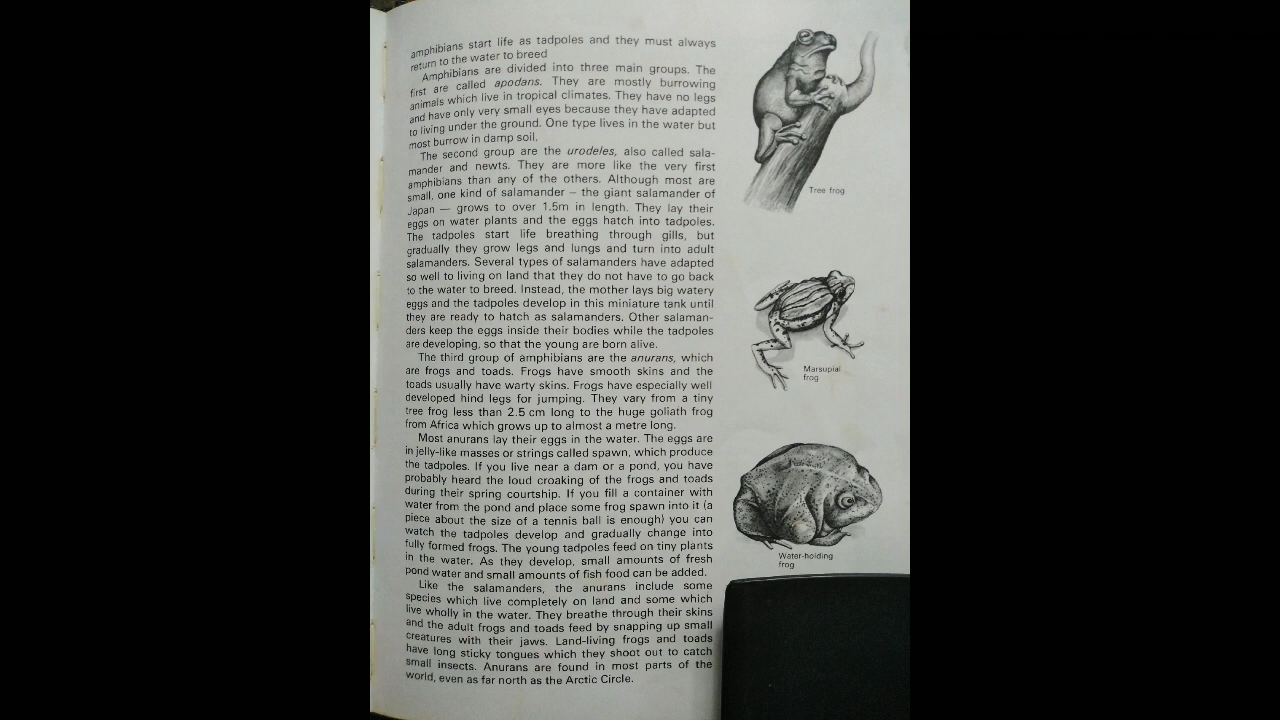 amphibians start life as tadpoles and they must always
return to the water to breed
Amphibians are divided into three main groups. The
first are called apodans. They are mostly burrowing
animals which live in tropical climates. They have no legs
and have only very small eyes because they have adapted
to living under the ground. One type lives in the water but
most burrow in damp soil.
The second group are the urodeles, also called sala-
mander and newts. They are more like the very first
amphibians than any of the others. Although most are
small, one kind of salamander – the giant salamander of
Japan — grows to over 1.5m in length. They lay their
eggs on water plants and the eggs hatch into tadpoles.
The tadpoles start life breathing through gills, but
gradually they grow legs and lungs and turn into adult
salamanders. Several types of salamanders have adapted
so well to living on land that they do not have to go back
to the water to breed. Instead, the mother lays big watery
eggs and the tadpoles develop in this miniature tank until
they are ready to hatch as salamanders. Other salaman-
ders keep the eggs inside their bodies while the tadpoles
are developing, so that the young are born alive.
The third group of amphibians are the anurans, which
are frogs and toads. Frogs have smooth skins and the
toads usually have warty skins. Frogs have especially well
developed hind legs for jumping. They vary from a tiny
tree frog less than 2.5 cm long to the huge goliath frog
from Africa which grows up to almost a metre long.
Most anurans lay their eggs in the water. The eggs are
in jelly-like masses or strings called spawn, which produce
the tadpoles. If you live near a dam or a pond, you have
probably heard the loud croaking of the frogs and toads
during their spring courtship. If you fill a container with
water from the pond and place some frog spawn into it (a
piece about the size of a tennis ball is enough) you can
watch the tadpoles develop and gradually change into
fully formed frogs. The young tadpoles feed on tiny plants
in the water. As they develop, small amounts of fresh
pond water and small amounts of fish food can be added.
Like the salamanders, the anurans include some
species which live completely on land and some which
live wholly in the water. They breathe through their skins
and the adult frogs and toads feed by snapping up small
creatures with their jaws. Land-living frogs and toads
have long sticky tongues which they shoot out to catch
small insects. Anurans are found in most parts of the
world, even as far north as the Arctic Circle.
Tree frog
Marsupial
frog
Water-holding
frog